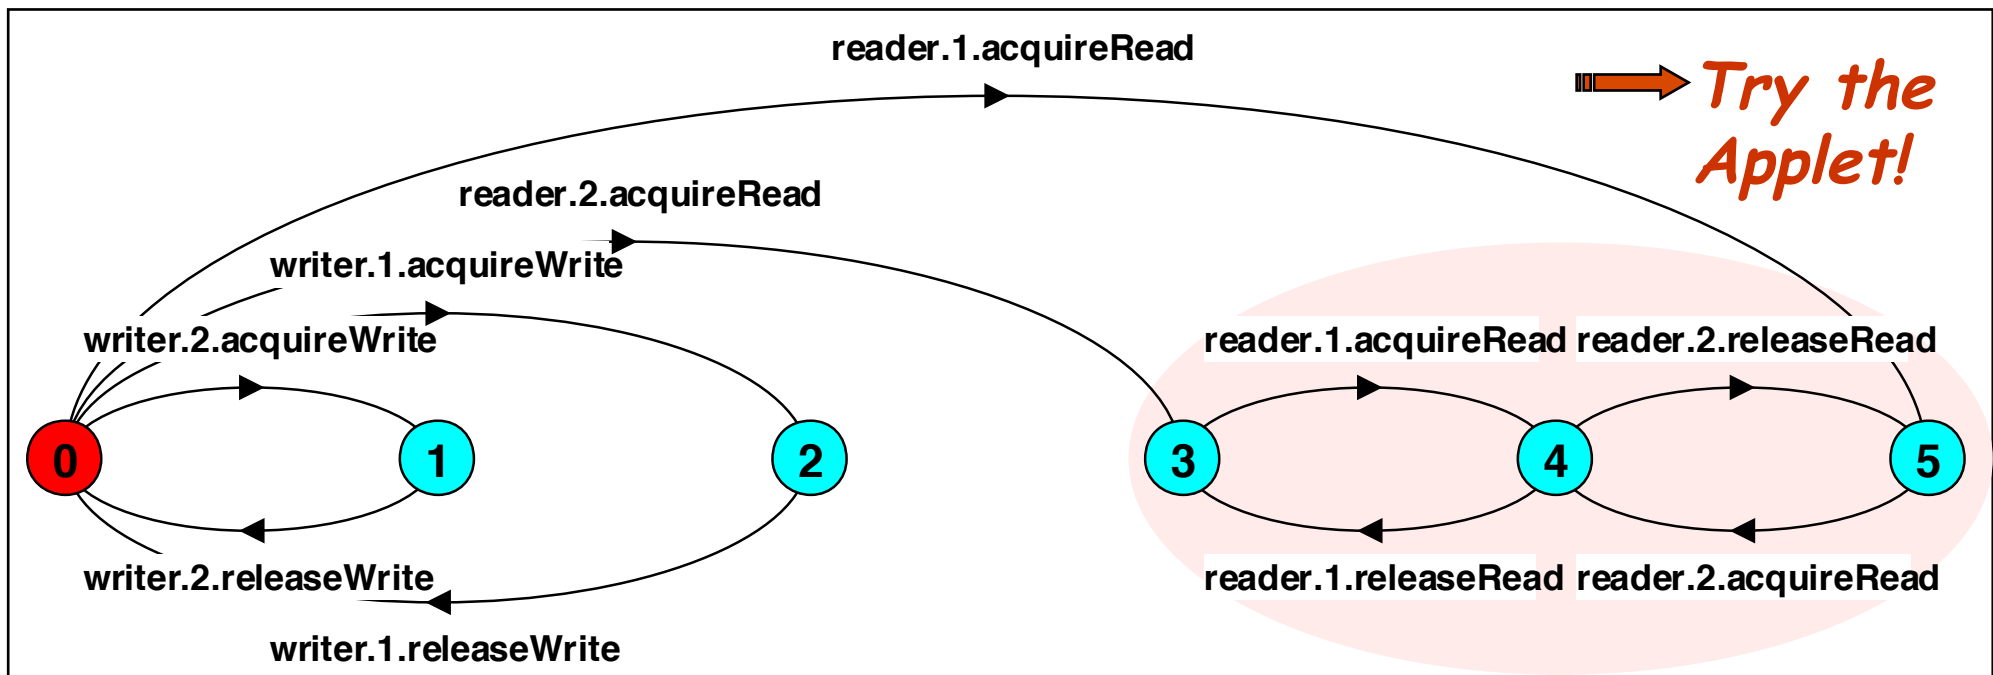 reader.1.acquireRead
Try the
Applet!
reader.2.acquireRead
writer.1.acquireWrite
writer.2.acquireWrite
reader.1.acquireRead reader.2.releaseRead
0 1 2 3 4 5
writer.2.releaseWrite
reader.1.releaseRead reader.2.acquireRead
writer.1.releaseWrite